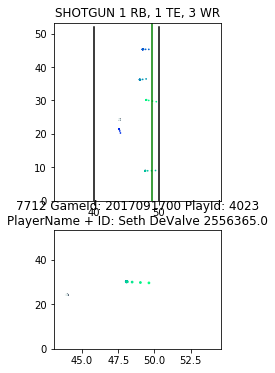 SHOTGUN 1 RB, 1 TE, 3 WR
50
40
30
20
10
0
40 50
7712 GameId: 2017091700 PlayId: 4023
PlayerName + ID: Seth DeValve 2556365.0
40
20
0
45.0 47.5 50.0 52.5